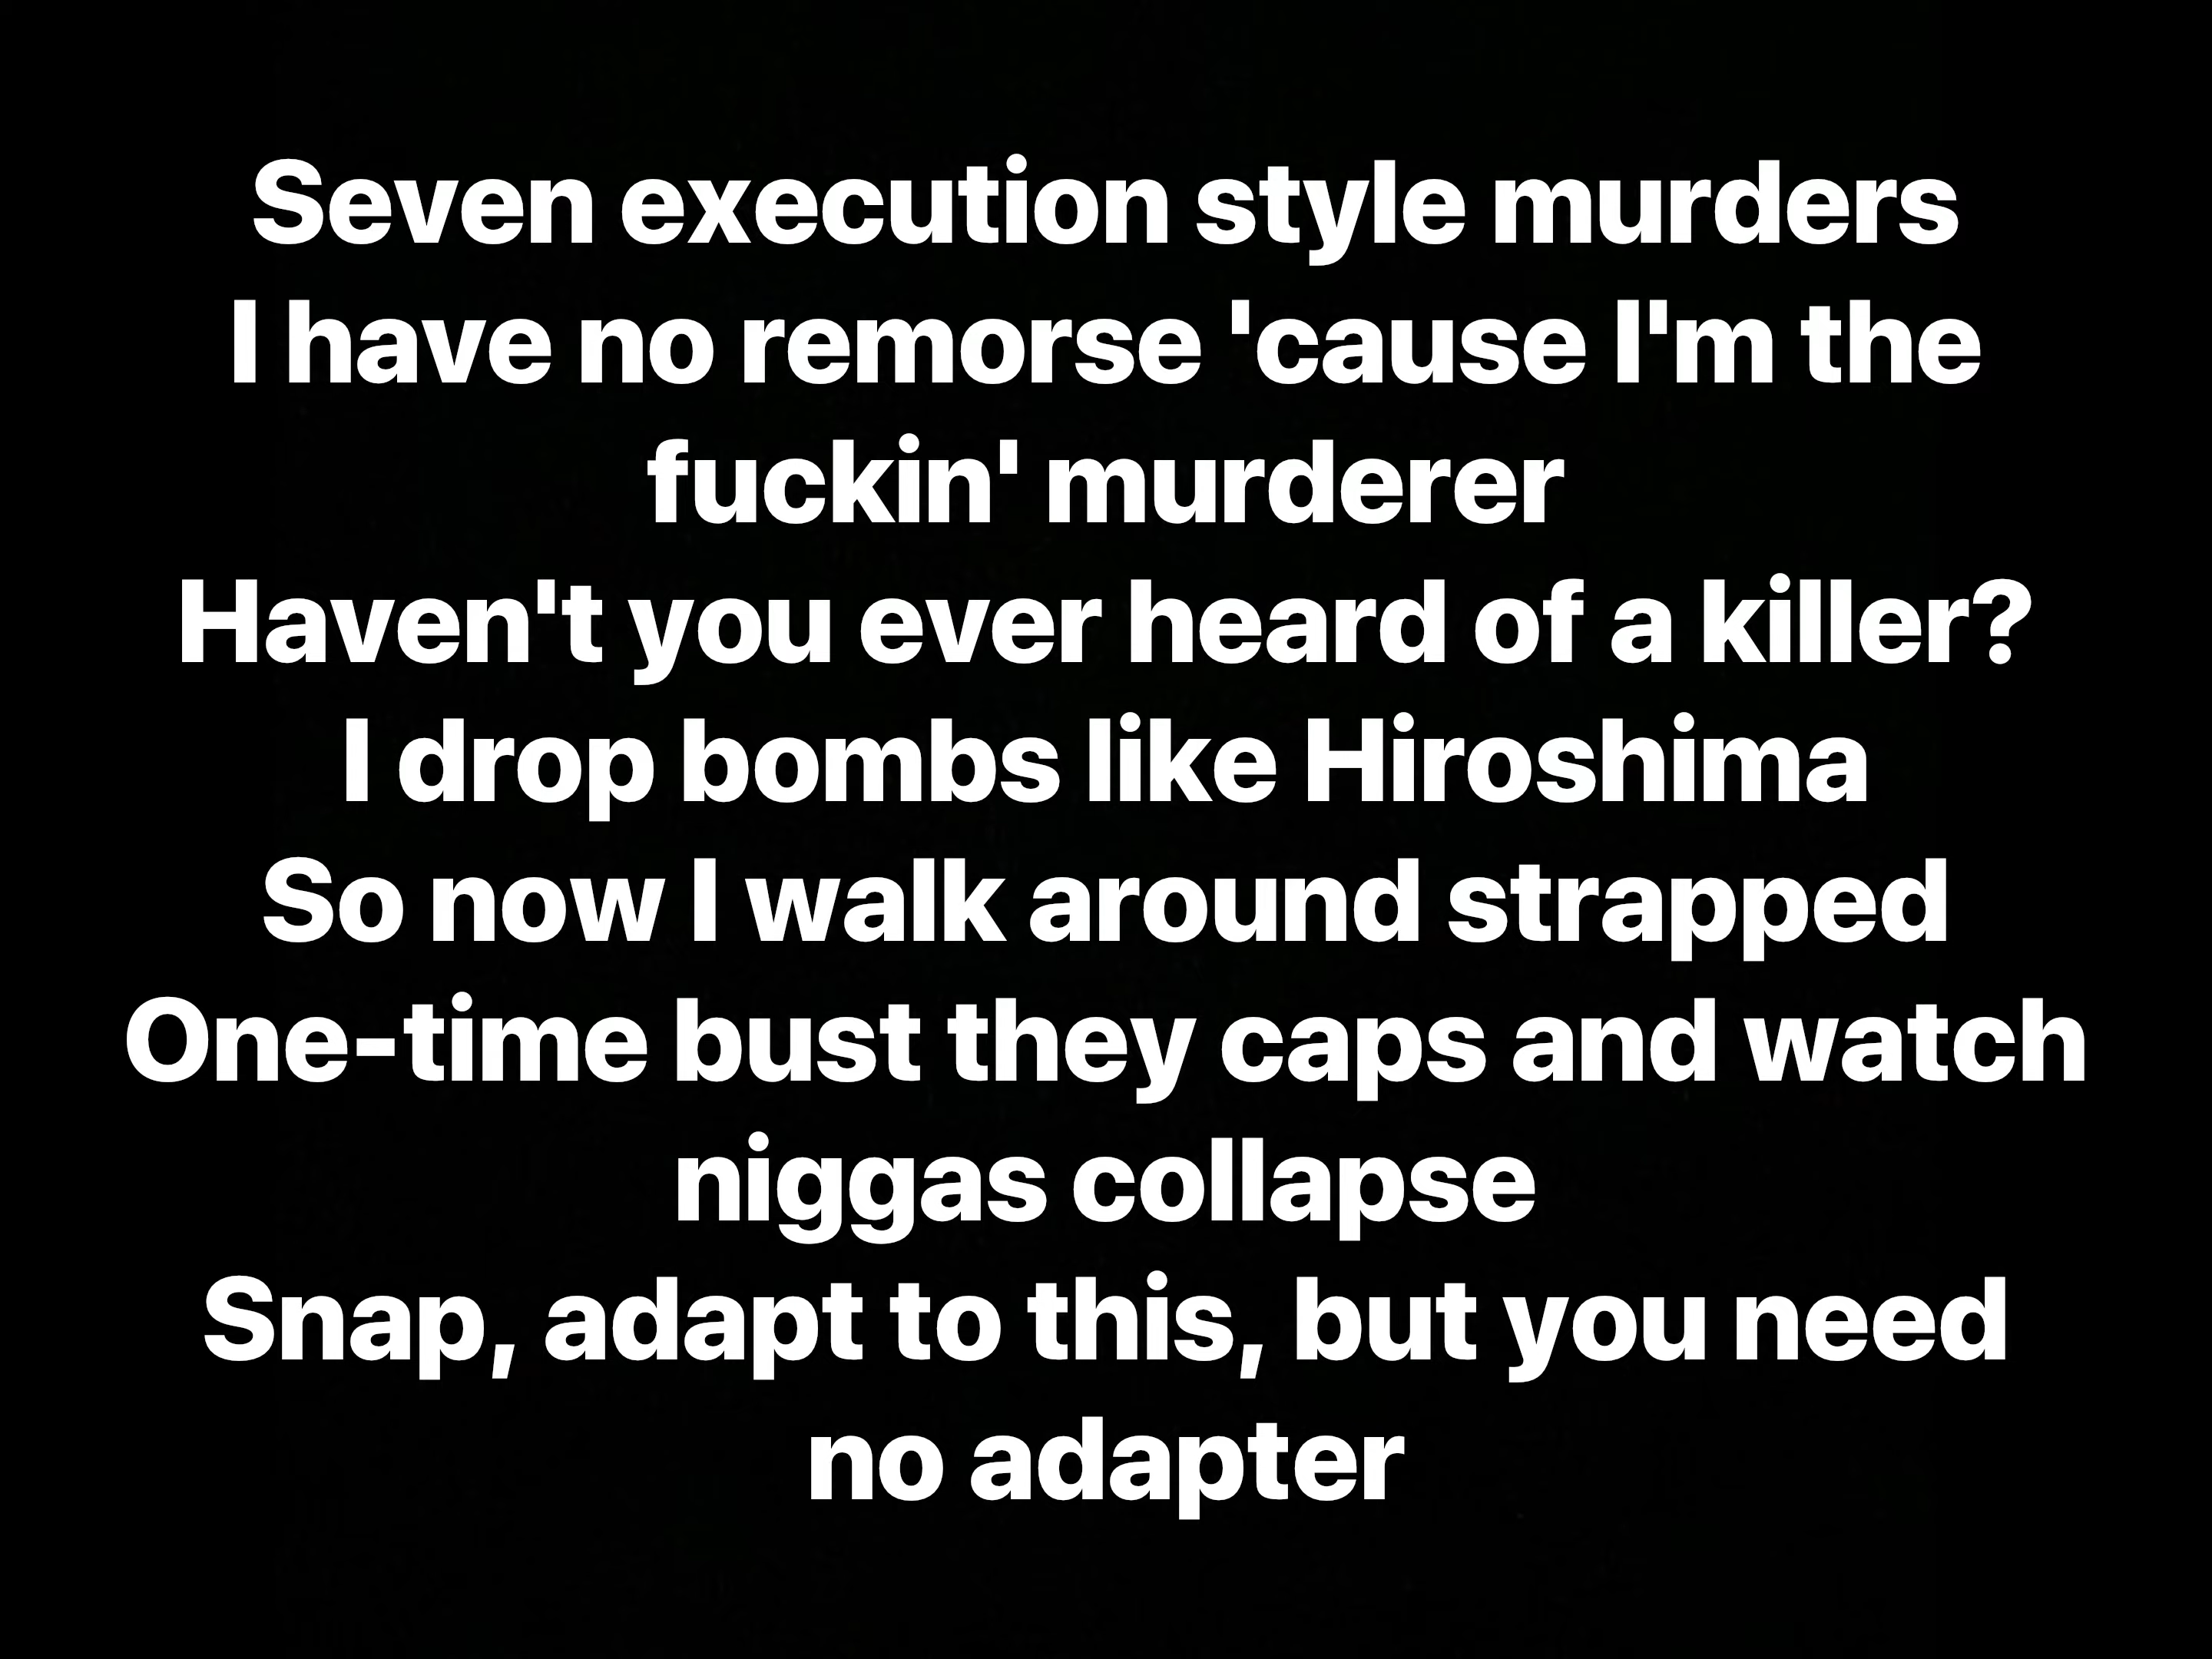 Seven execution style murders
I have no remorse 'cause I'm the
fuckin' murderer
Haven't you ever heard of a killer?
I drop bombs like Hiroshima
So now I walk around strapped
One-time bust they caps and watch
niggas collapse
Snap, adapt to this, but you need
no adapter